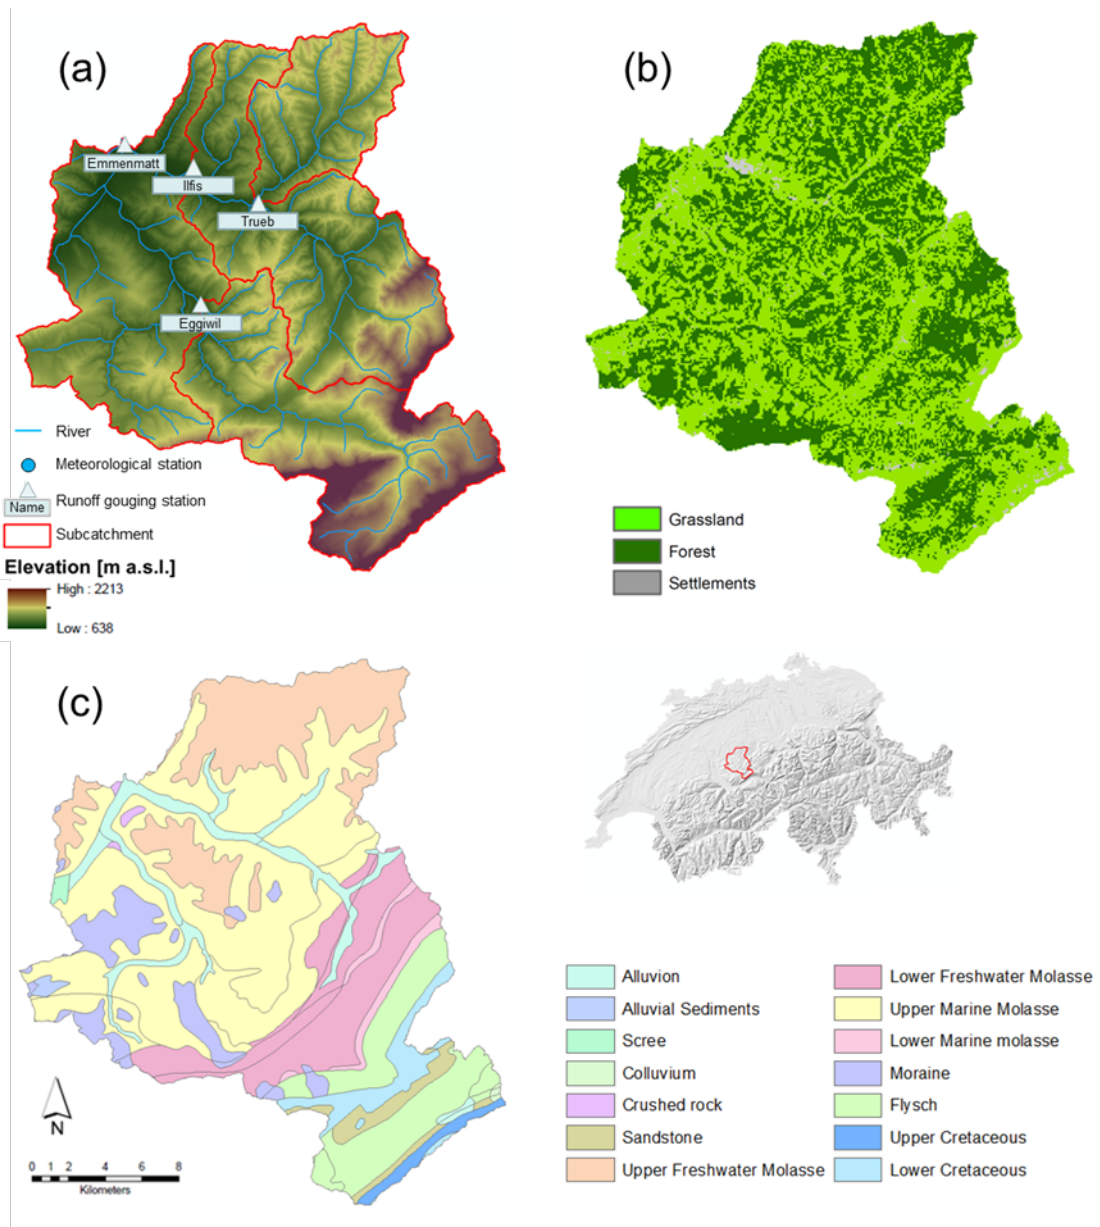 (a)
Emmenmatt
Ilfis
Trueb
Eggiwil
River
Meteorological station
Name
Runoff gouging station
Subcatchment
Elevation [m a.s.l.]
High : 2213
Low : 638
(b)
Grassland
Forest
Settlements
(c)
N
0 1 2 4 6 8
Kilometers
Alluvion
Alluvial Sediments
Scree
Colluvium
Crushed rock
Sandstone
Upper Freshwater Molasse
Lower Freshwater Molasse
Upper Marine Molasse
Lower Marine molasse
Moraine
Flysch
Upper Cretaceous
Lower Cretaceous